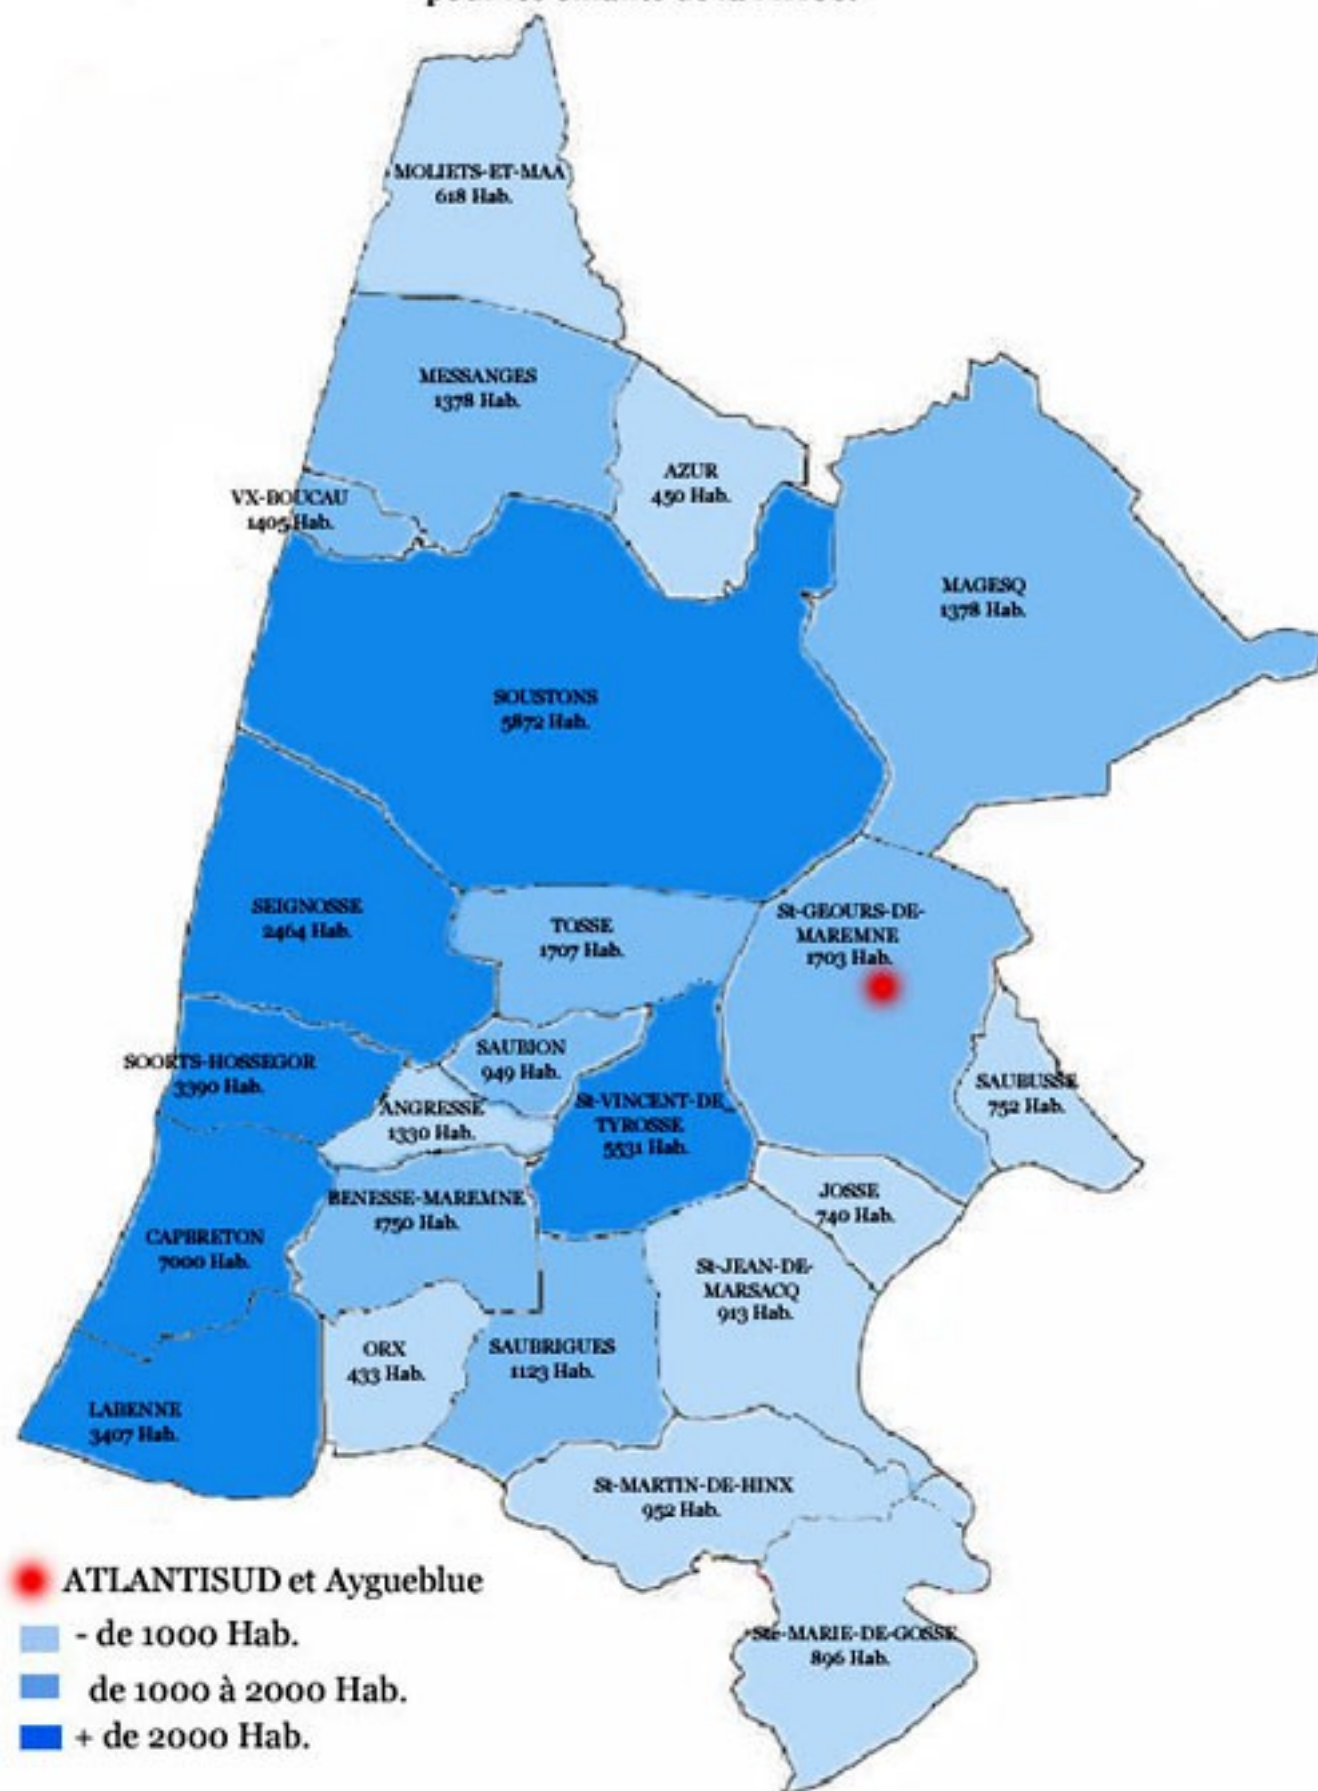 MOLIETS-ET-MAA
618 Hab.
MESSANGES
1378 Hab.
AZUR
450 Hab.
VX-BOUCAU
1405 Hab.
MAGESQ
1378 Hab.
SOUSTONS
5872 Hab.
SEIGNOSSE
2464 Hab.
TOSSE
1707 Hab.
St-GEOURS-DE-
MAREMNE
1703 Hab.
SOORTS-HOSSEGOR
3390 Hab.
SAUBION
949 Hab.
ANGRESSE
1330 Hab.
St-VINCENT-DE_
TYROSSE
5531 Hab.
SAUBUSSE
752 Hab.
BENESSE-MAREMNE
1750 Hab.
JOSSE
740 Hab.
CAPBRETON
7000 Hab.
St-JEAN-DE-
MARSACQ
913 Hab.
ORX
433 Hab.
SAUBRIGUES
1123 Hab.
LABENNE
3407 Hab.
St-MARTIN-DE-HINX
952 Hab.
Ste-MARIE-DE-GOSSE
896 Hab.
ATLANTISUD et Aygueblue
- de 1000 Hab.
de 1000 à 2000 Hab.
+ de 2000 Hab.